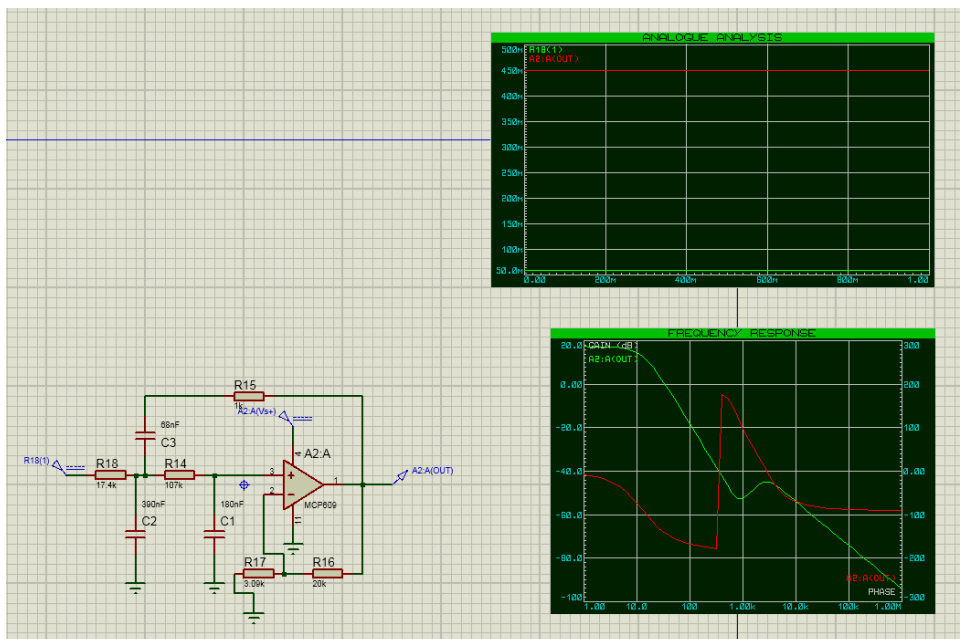 ANALOGUE ANALYSIS
500m
R18(1)
A2:A(OUT)
450m
400m
350m
300m
250m
200m
150m
100m
50.0m
0.00 200m 400m 600m 800m 1.00
FREQUENCY RESPONSE
20.0 GAIN (dB 300
A2:A(OUT)
0.00 200
-20.0 100
-40.0 0.00
-60.0 -100
-80.0 -200
A2:A(OUT)
PHASE
-100 -300
1.00 10.0 100 1.00k 10.0k 100k 1.00M
R15
1k
A2:A(Vs+)
68nF
C3
4
A2:A
R18(1)
R18
17.4k
R14
107k
3
2
1
A2:A(OUT)
MCP609
11
390nF
C2
180nF
C1
R17
3.09k
R16
20k